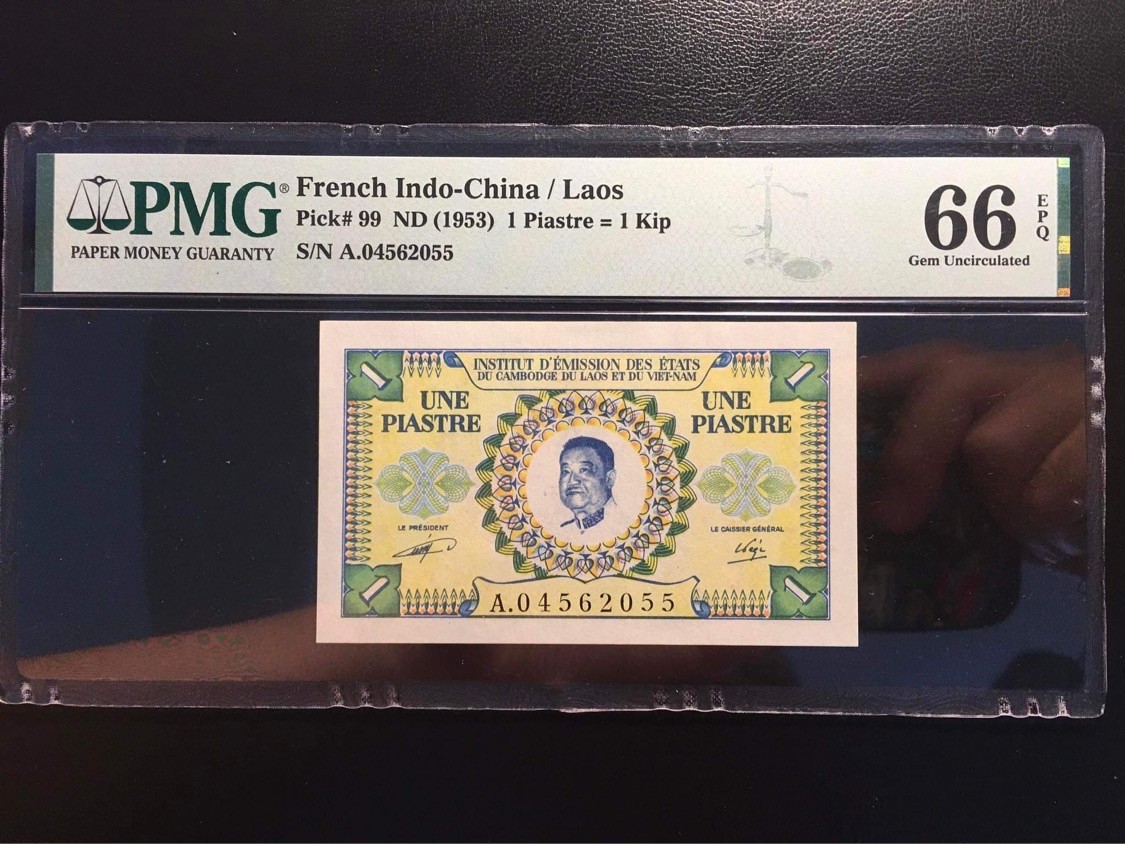 PMG®
PAPER MONEY GUARANTY
French Indo-China / Laos
Pick# 99 ND (1953) 1 Piastre = 1 Kip
S/N A.04562055
66
EPQ
Gem Uncirculated
1
1
INSTITUT D'ÉMISSION DES ÉTATS
DU CAMBODGE DU LAOS ET DU VIET-NAM
UNE
PIASTRE
UNE
PIASTRE
LE PRÉSIDENT
LE CAISSIER GÉNÉRAL
1
1
A.04562055